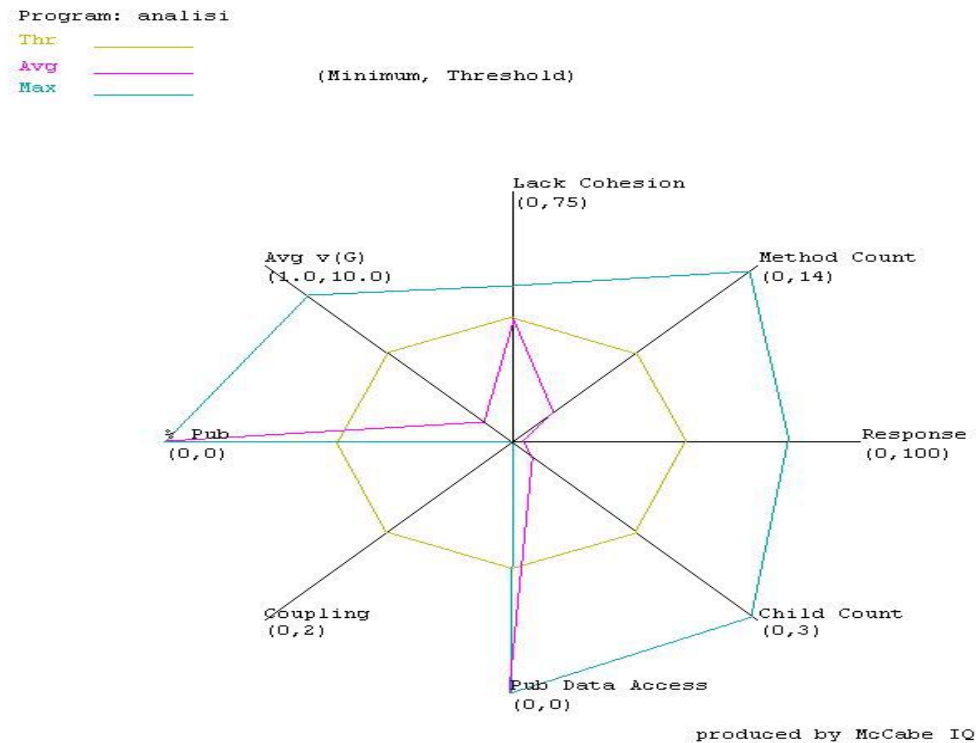 Program: analisi
Thr
Avg
(Minimum, Threshold)
Max
Lack Cohesion
(0,75)
Avg v(G)
(1.0,10.0)
Method Count
(0,14)
% Pub
(0,0)
Response
(0,100)
Coupling
(0,2)
Child Count
(0,3)
Pub Data Access
(0,0)
produced by McCabe IQ